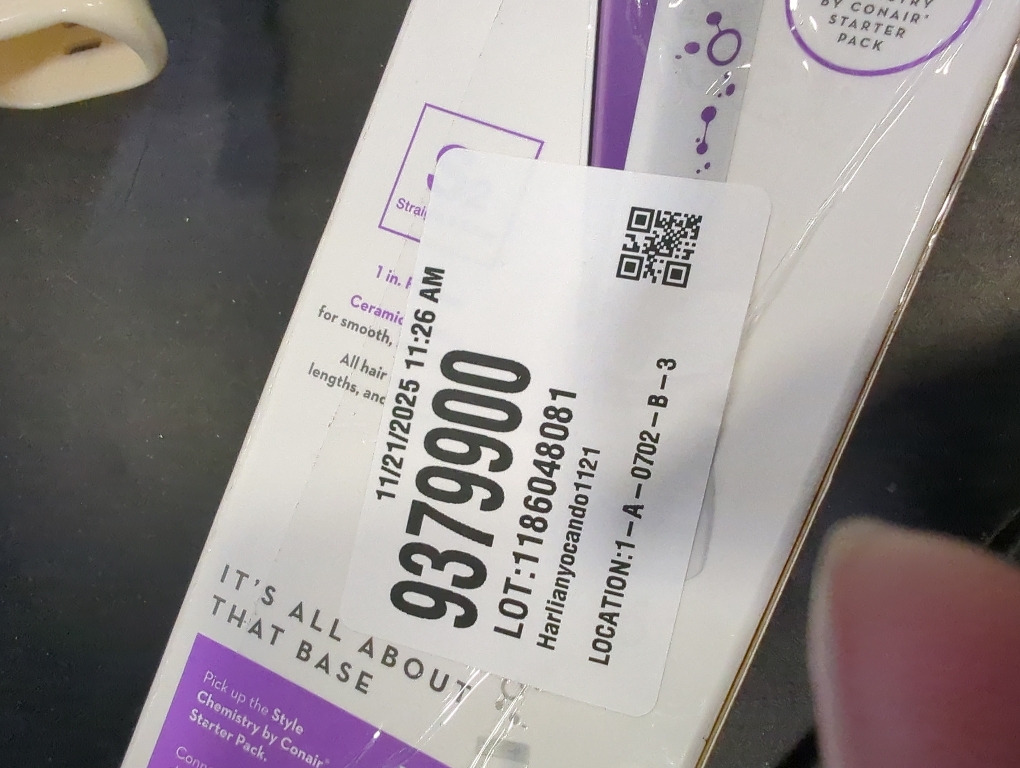 BY CONAIR®
STARTER
PACK
1 in.
Ceramic
for smooth,
All hair
lengths, and
11/21/2025 11:26 AM
9379900
LOT:1186048081
Harlianyocando1121
LOCATION:1-A-0702-B-3
IT'S ALL ABOUT
THAT BASE
Pick up the Style
Chemistry by Conair®
Starter Pack.